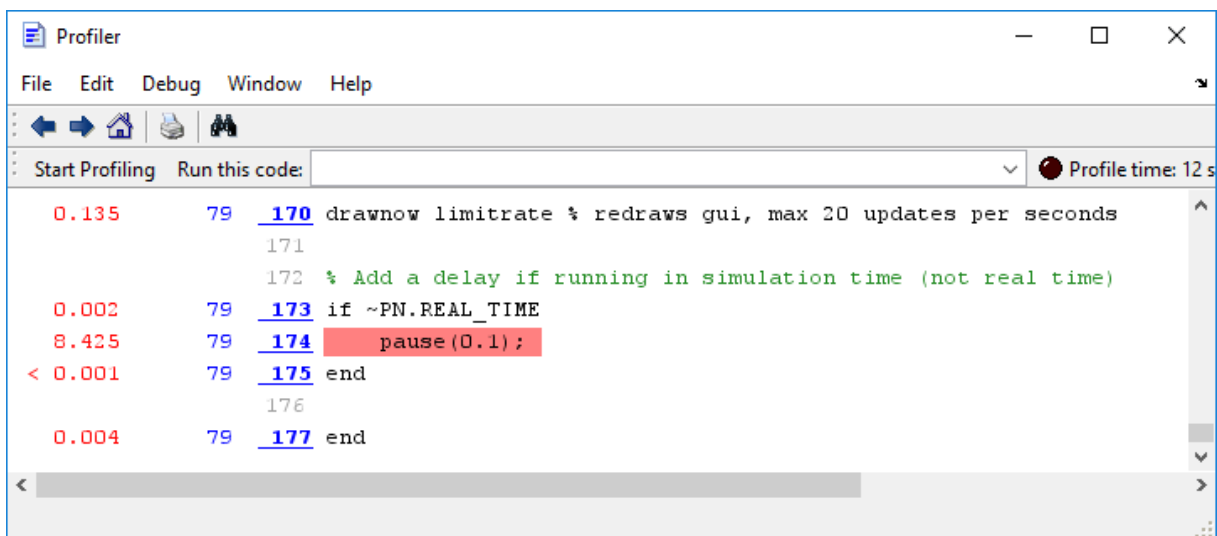 Profiler
File Edit Debug Window Help
Start Profiling Run this code: Profile time: 12 s
0.135 79 170 drawnow limitrate % redraws gui, max 20 updates per seconds
171
172 % Add a delay if running in simulation time (not real time)
0.002 79 173 if ~PN.REAL_TIME
8.425 79 174 pause(0.1);
< 0.001 79 175 end
176
0.004 79 177 end